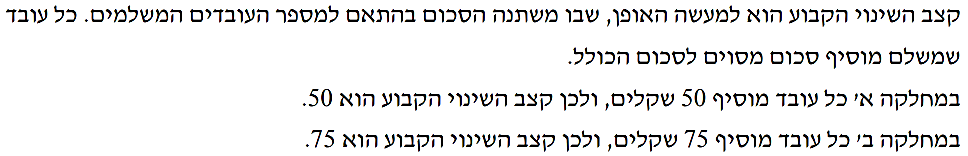 קצב השינוי הקבוע הוא למעשה האופן, שבו משתנה הסכום בהתאם למספר העובדים המשלמים. כל עובד
שמשלם מוסיף סכום מסוים לסכום הכולל.
במחלקה א׳ כל עובד מוסיף 50 שקלים, ולכן קצב השינוי הקבוע הוא 50.
במחלקה ב׳ כל עובד מוסיף 75 שקלים, ולכן קצב השינוי הקבוע הוא 75.